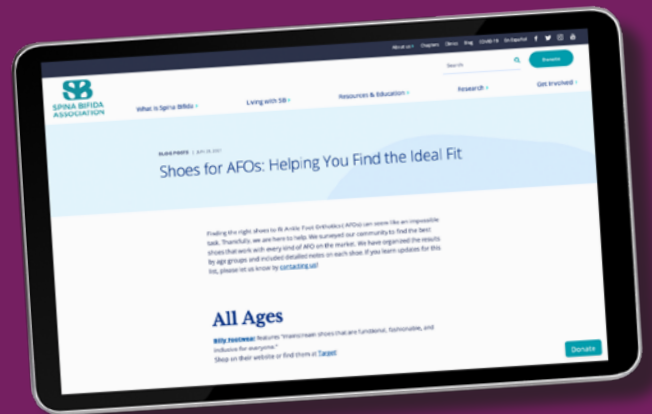 About us Chapters Clinics Blog COVID-19 En Español
Search
Donate
SB
SPINA BIFIDA
ASSOCIATION
What is Spina Bifida
Living with SB
Resources & Education
Research
Get Involved
BLOG POSTS |
Shoes for AFOs: Helping You Find the Ideal Fit
Finding the right shoes to fit Ankle Foot Orthotics ( AFOs) can seem like an impossible
task. Thankfully, we are here to help. We surveyed our community to find the best
shoes that work with every kind of AFO on the market. We have organized the results
by age groups and included detailed notes on each shoe. If you learn updates for this
list, please let us know by contacting us!
All Ages
Billy Footwear features "mainstream shoes that are functional, fashionable, and
inclusive for everyone."
Shop on their website or find them at Target!
Donate